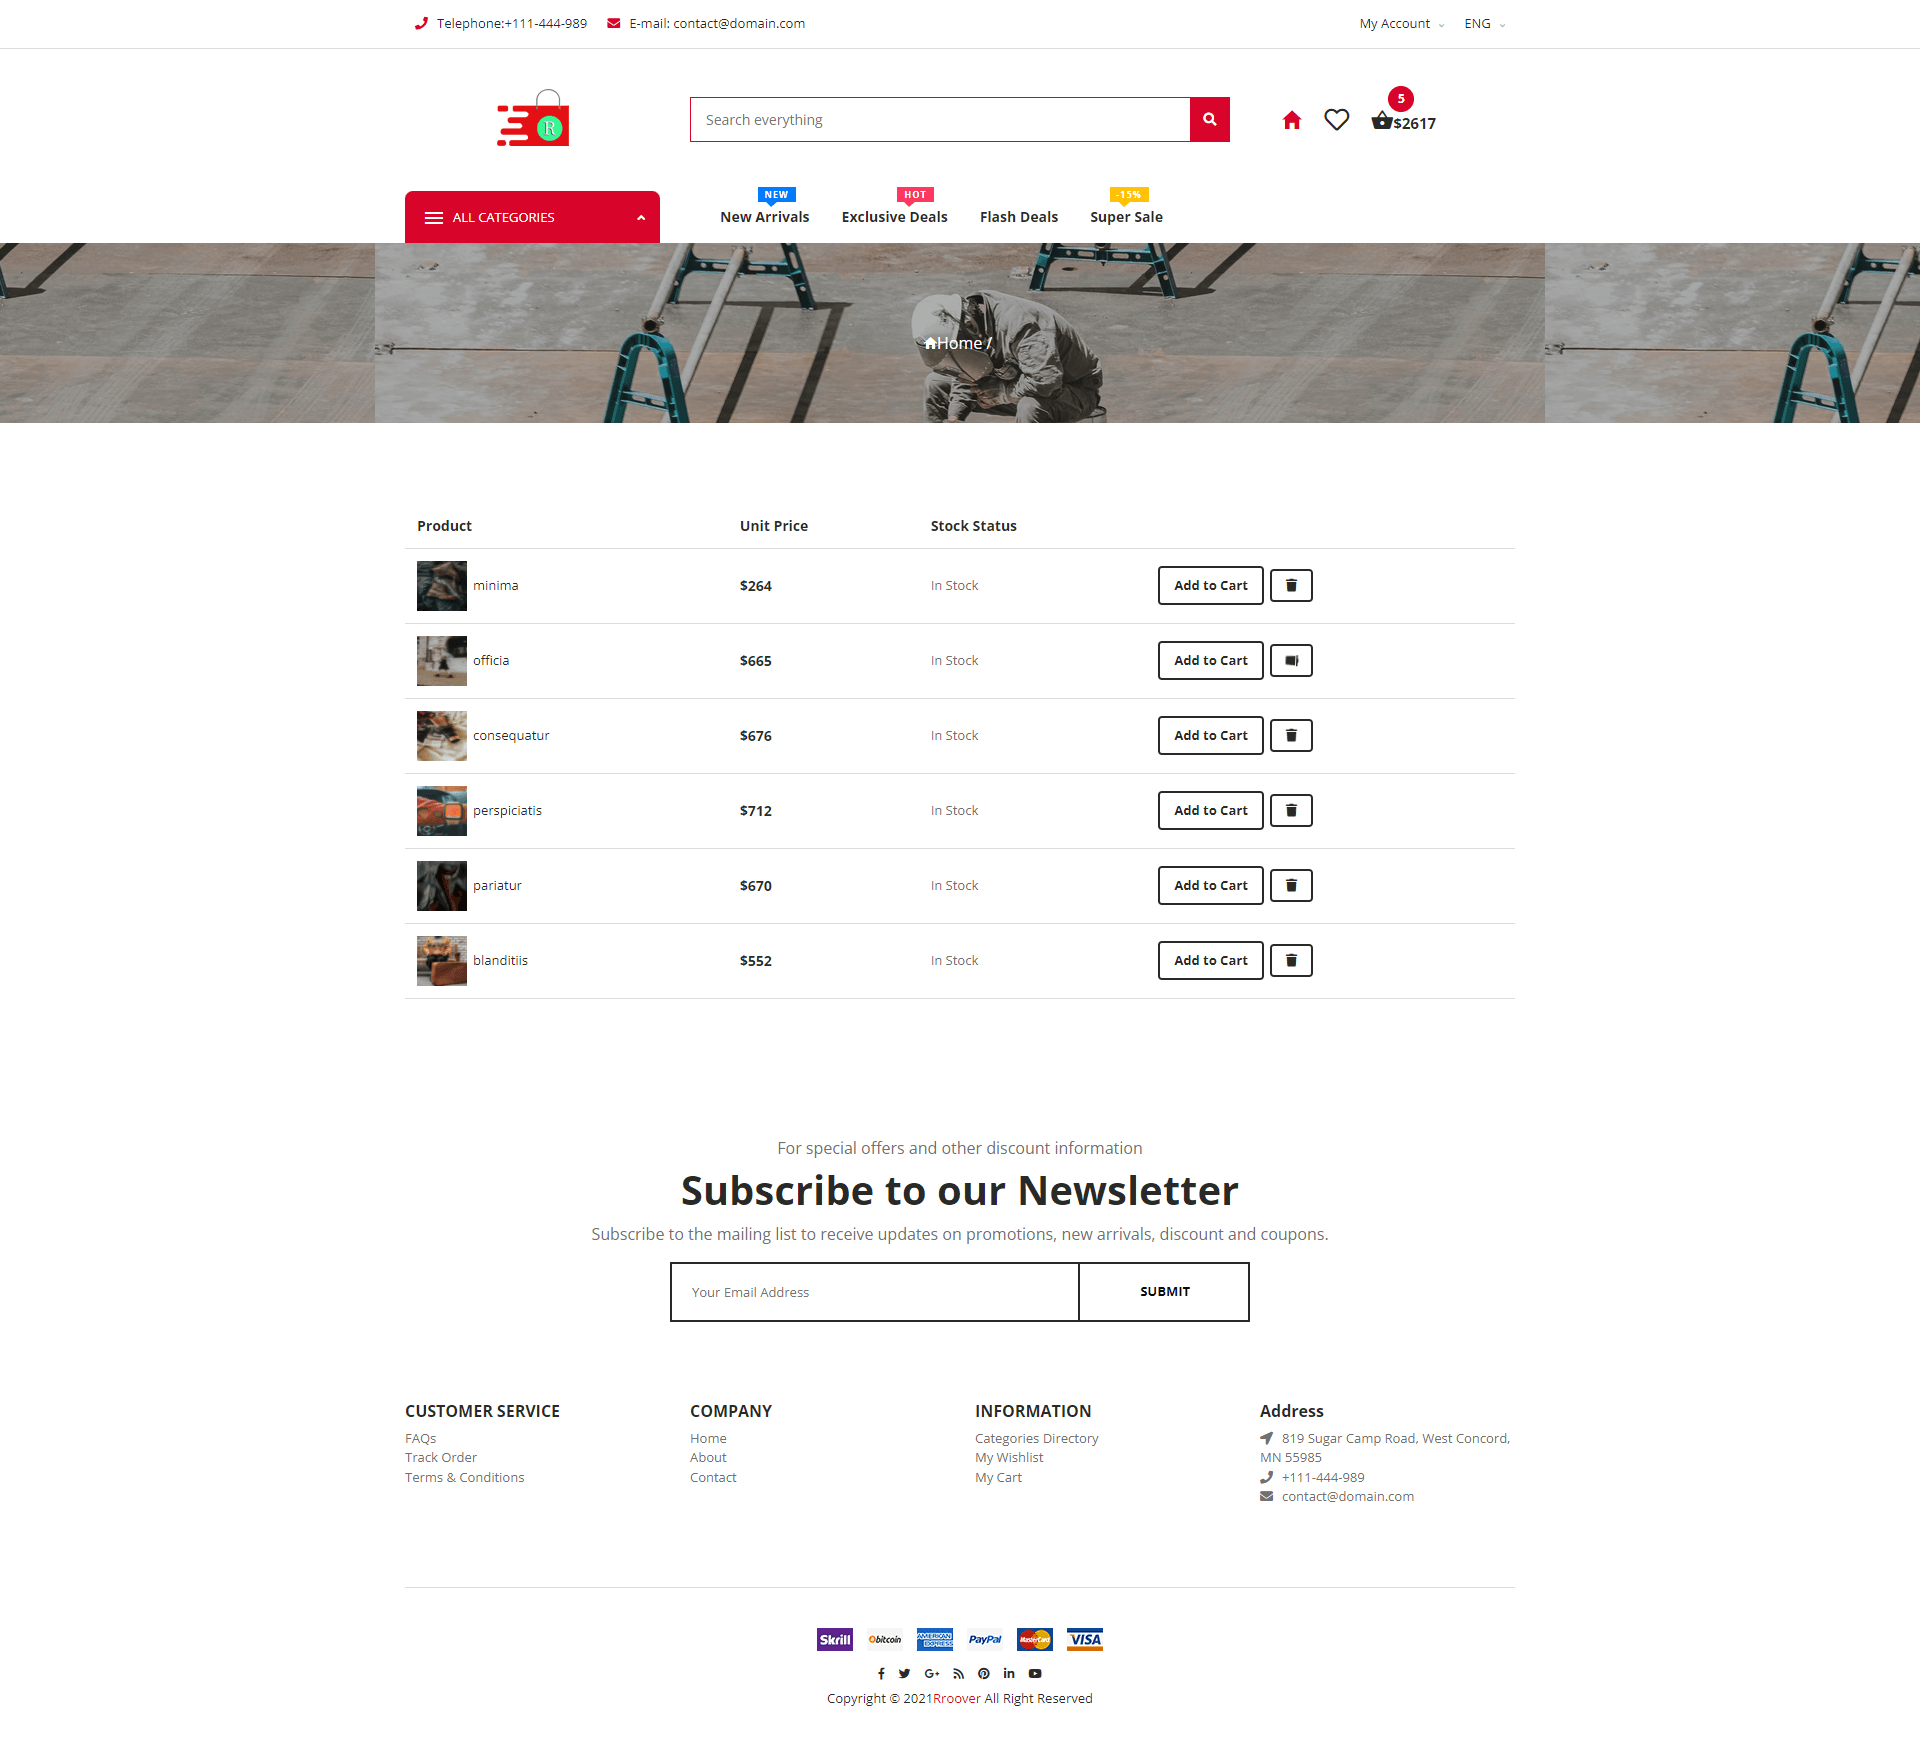 Telephone:+111-444-989 E-mail: contact@domain.com My Account ENG
5
R Search everything $2617
NEW HOT -15%
ALL CATEGORIES New Arrivals Exclusive Deals Flash Deals Super Sale
Home /
Product Unit Price Stock Status
minima $264 In Stock Add to Cart
officia $665 In Stock Add to Cart
consequatur $676 In Stock Add to Cart
perspiciatis $712 In Stock Add to Cart
pariatur $670 In Stock Add to Cart
blanditiis $552 In Stock Add to Cart
For special offers and other discount information
Subscribe to our Newsletter
Subscribe to the mailing list to receive updates on promotions, new arrivals, discount and coupons.
Your Email Address SUBMIT
CUSTOMER SERVICE
FAQs
Track Order
Terms & Conditions
COMPANY
Home
About
Contact
INFORMATION
Categories Directory
My Wishlist
My Cart
Address
819 Sugar Camp Road, West Concord,
MN 55985
+111-444-989
contact@domain.com
Skrill bitcoin AMERICAN EXPRESS PayPal MasterCard VISA
Copyright © 2021Rroover All Right Reserved